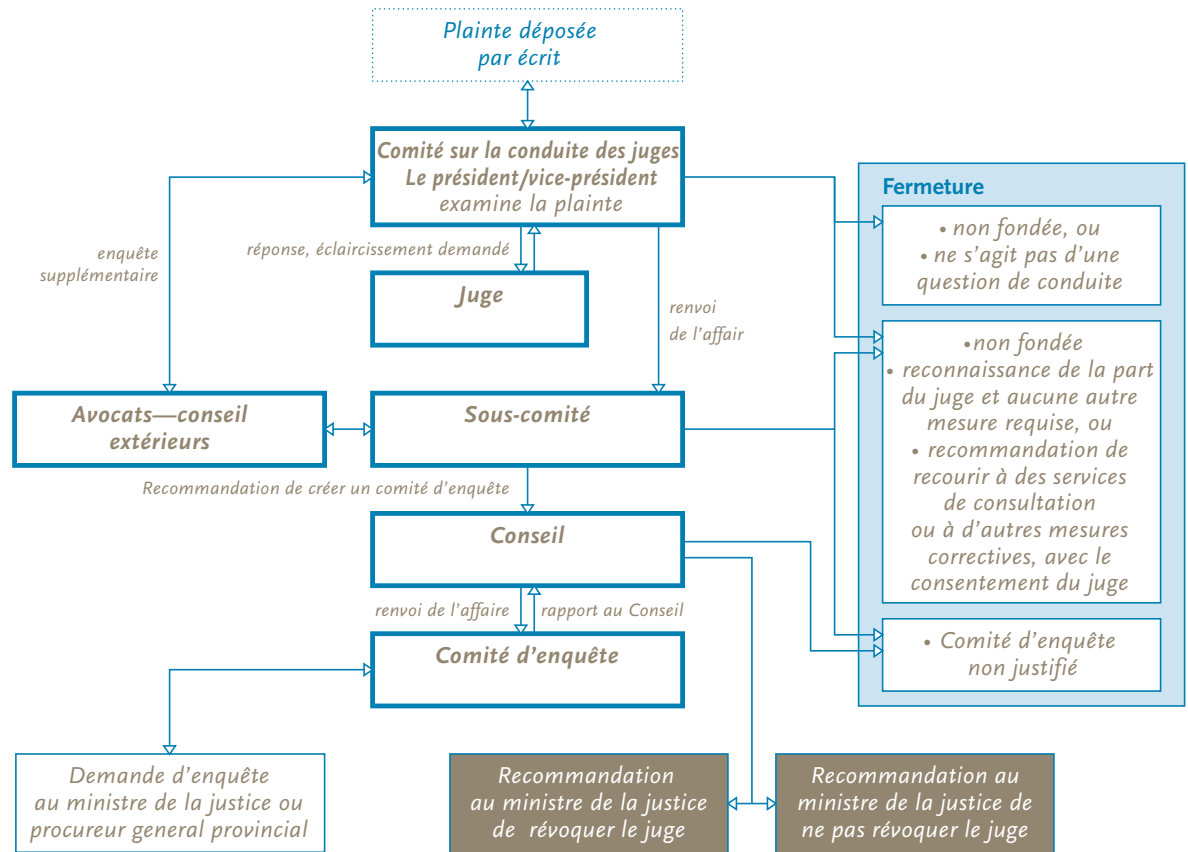 Plainte déposée
par écrit
Comité sur la conduite des juges
Le président/vice-président
examine la plainte
Fermeture
• non fondée, ou
• ne s’agit pas d’une
question de conduite
enquête
supplémentaire
réponse, éclaircissement demandé
Juge
renvoi
de l’affair
•non fondée
• reconnaissance de la part
du juge et aucune autre
mesure requise, ou
• recommandation de
recourir à des services
de consultation
ou à d’autres mesures
correctives, avec le
consentement du juge
Avocats—conseil
extérieurs
Sous-comité
Recommandation de créer un comité d’enquête
Conseil
renvoi de l’affaire
rapport au Conseil
Comité d’enquête
• Comité d’enquête
non justifié
Demande d’enquête
au ministre de la justice ou
procureur general provincial
Recommandation
au ministre de la justice
de révoquer le juge
Recommandation au
ministre de la justice de
ne pas révoquer le juge